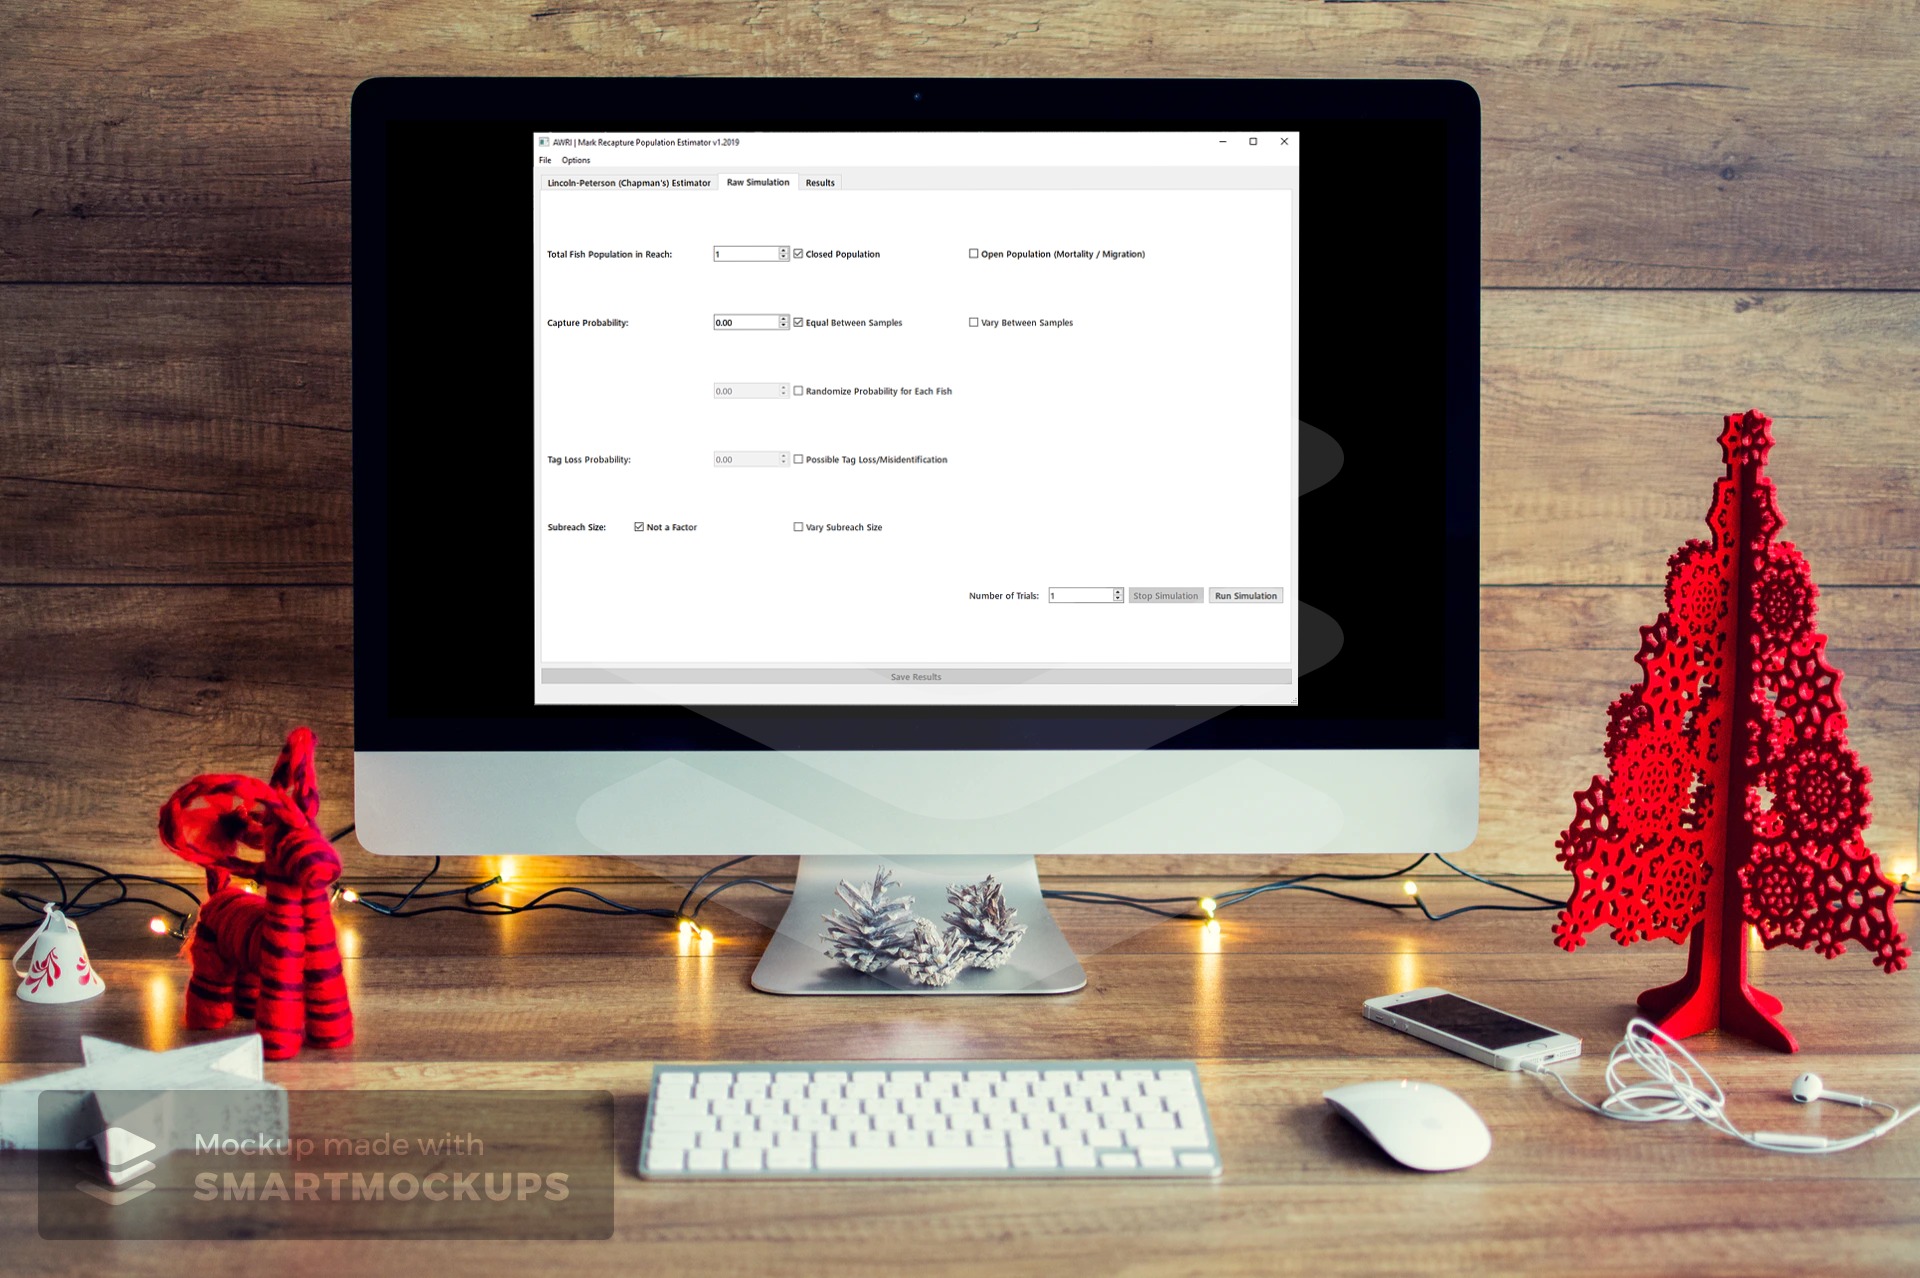 AWRI | Mark Recapture Population Estimator v1.2019
File Options
Lincoln-Peterson (Chapman's) Estimator Raw Simulation Results
Total Fish Population in Reach: 1 Closed Population Open Population (Mortality / Migration)
Capture Probability: 0.00 Equal Between Samples Vary Between Samples
0.00 Randomize Probability for Each Fish
Tag Loss Probability: 0.00 Possible Tag Loss/Misidentification
Subreach Size: Not a Factor Vary Subreach Size
Number of Trials: 1 Stop Simulation Run Simulation
Save Results
Mockup made with
SMARTMOCKUPS